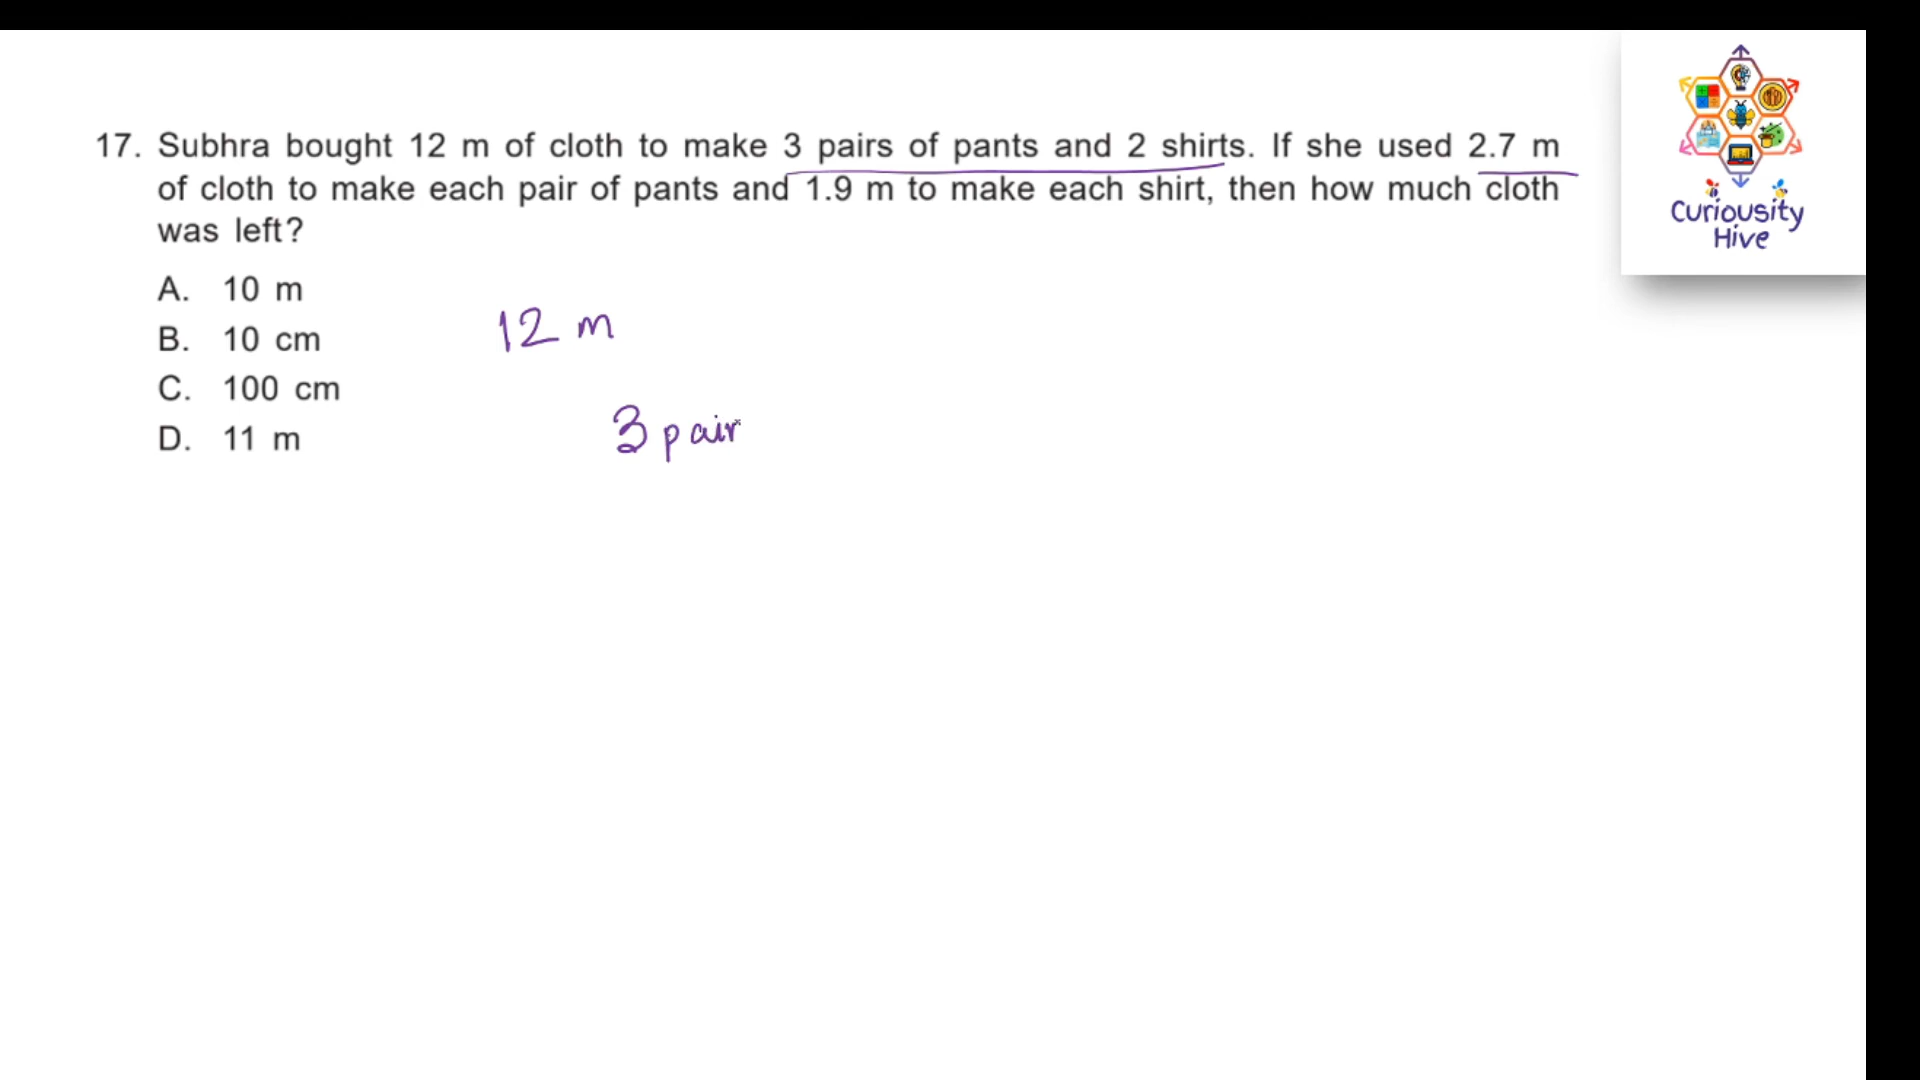 17. Subhra bought 12 m of cloth to make 3 pairs of pants and 2 shirts. If she used 2.7 m
of cloth to make each pair of pants and 1.9 m to make each shirt, then how much cloth
was left?
A. 10 m
B. 10 cm
C. 100 cm
D. 11 m
12 m
3 pair
Curiousity
Hive